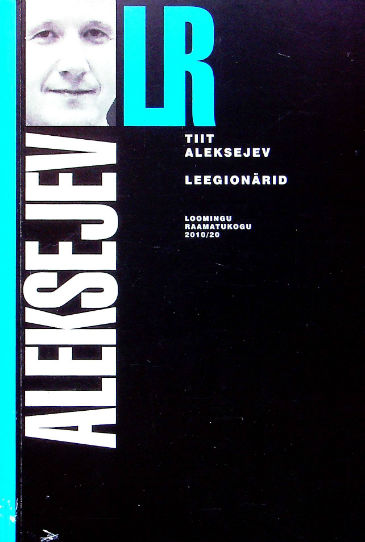 LR
TIIT
ALEKSEJEV
LEEGIONÄRID
LOOMINGU
RAAMATUKOGU
2010/20
ALEKSEJEV